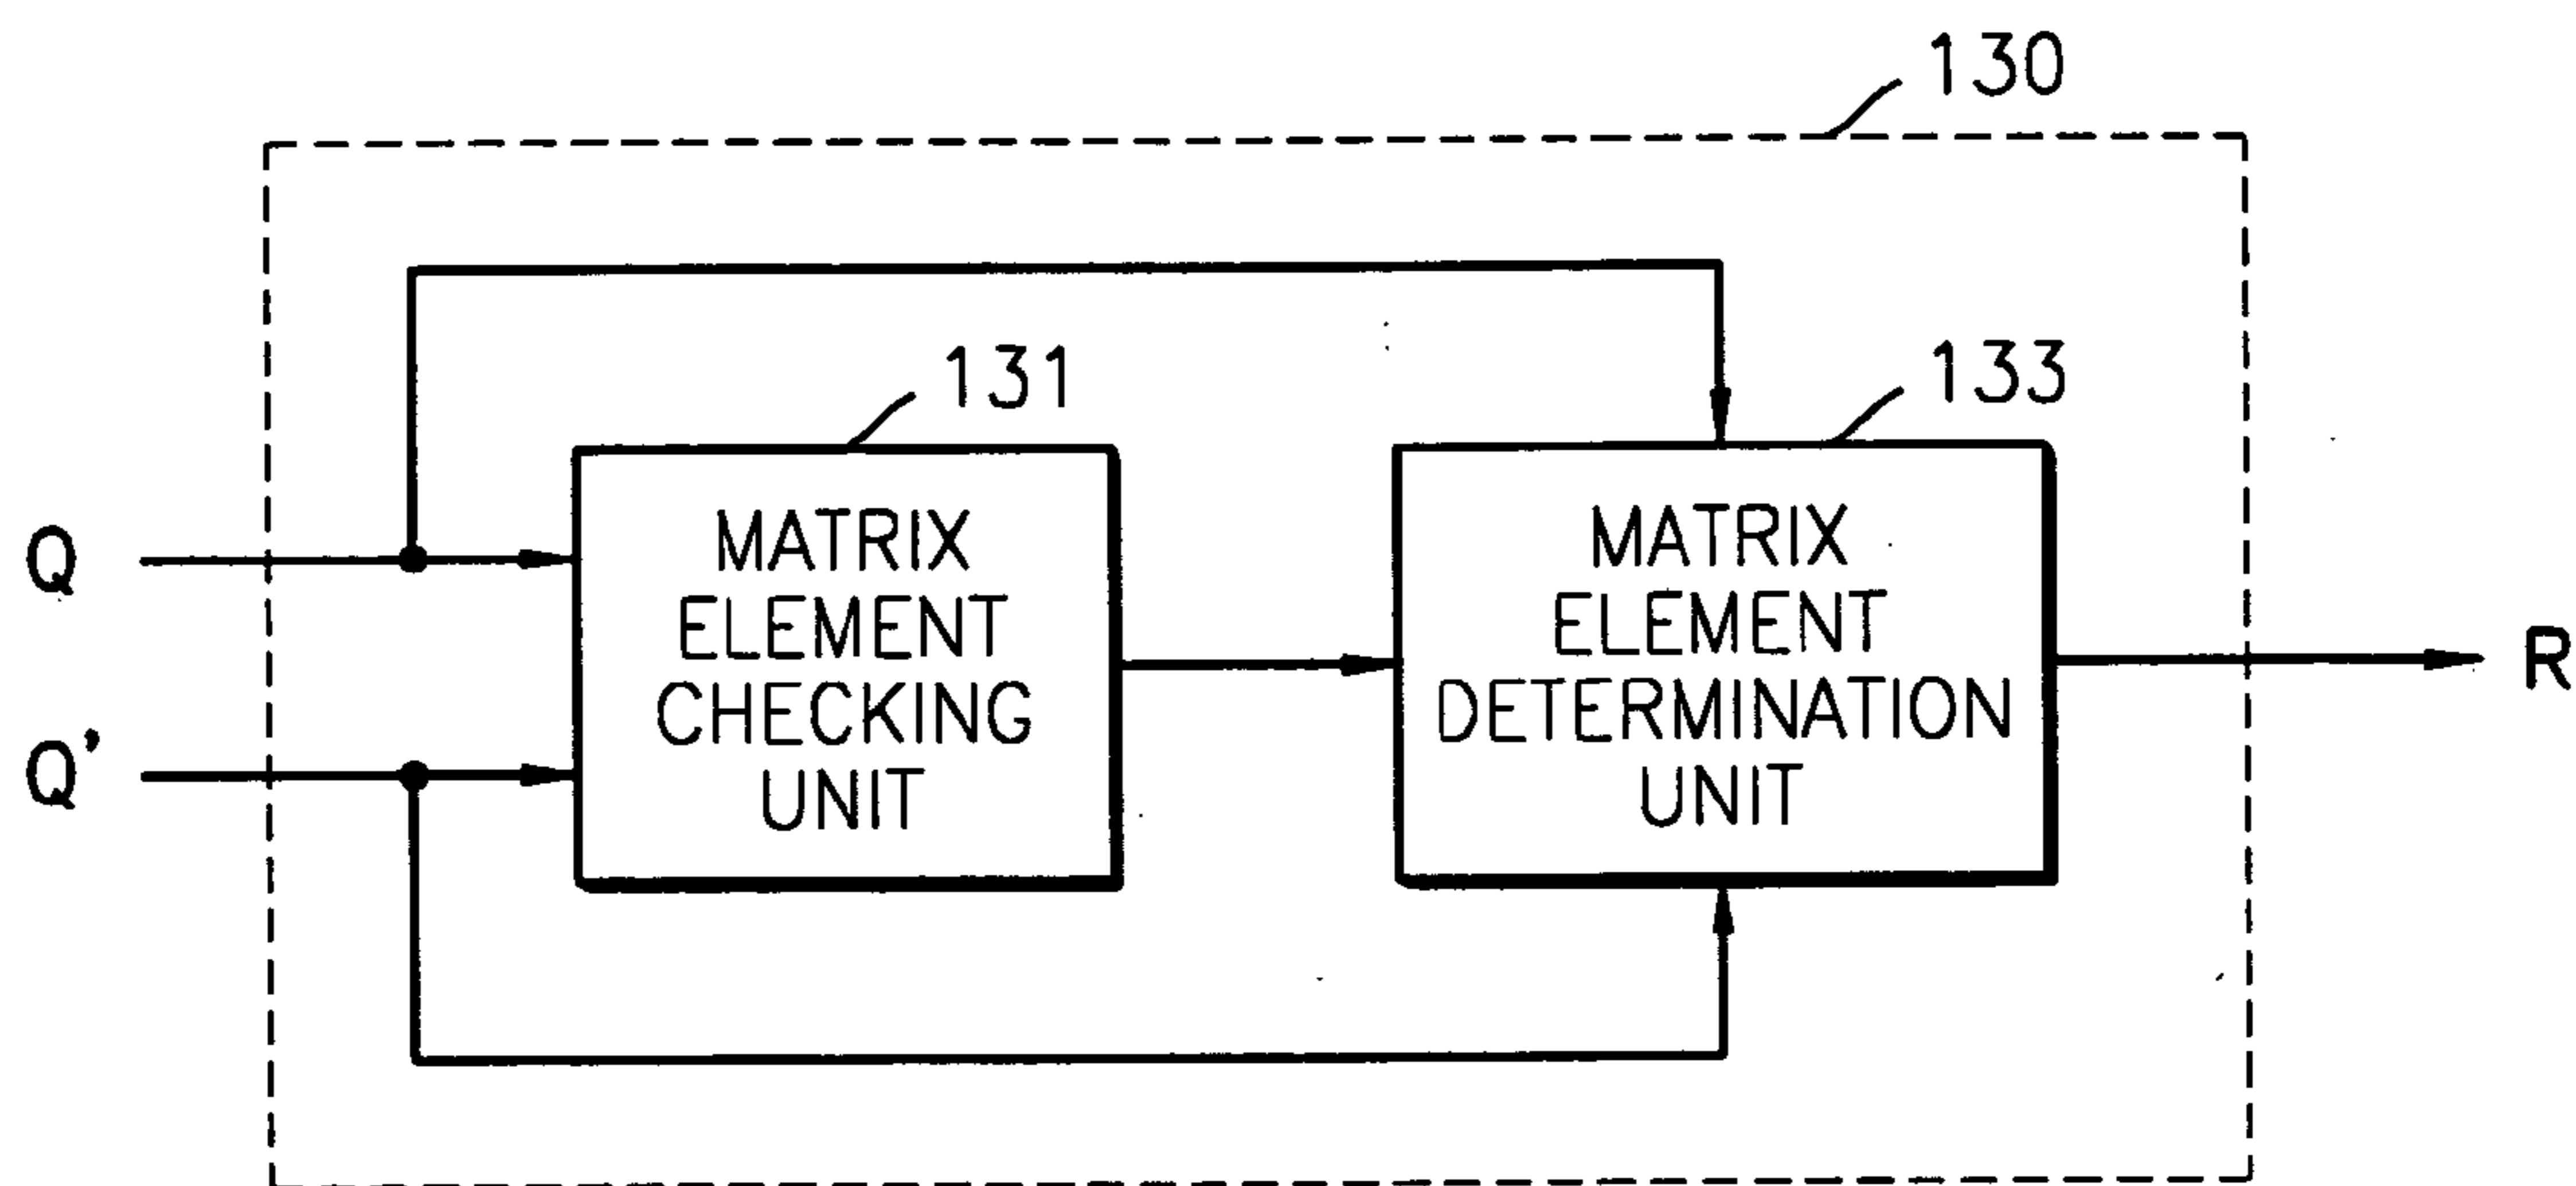 130
131
133
Q
Q'
MATRIX
ELEMENT
CHECKING
UNIT
MATRIX
ELEMENT
DETERMINATION
UNIT
R